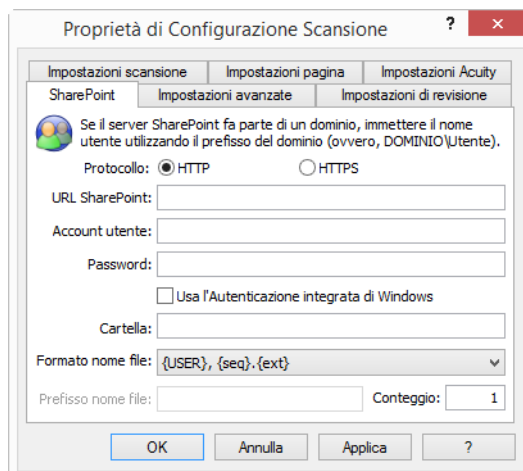 Proprietà di Configurazione Scansione ?
Impostazioni scansione Impostazioni pagina Impostazioni Acuity
SharePoint Impostazioni avanzate Impostazioni di revisione
Se il server SharePoint fa parte di un dominio, immettere il nome
utente utilizzando il prefisso del dominio (ovvero, DOMINIO\Utente).
Protocollo: HTTP HTTPS
URL SharePoint:
Account utente:
Password:
Usa l'Autenticazione integrata di Windows
Cartella:
Formato nome file: {USER}, {seq}.{ext}
Prefisso nome file: Conteggio: 1
OK Annulla Applica ?